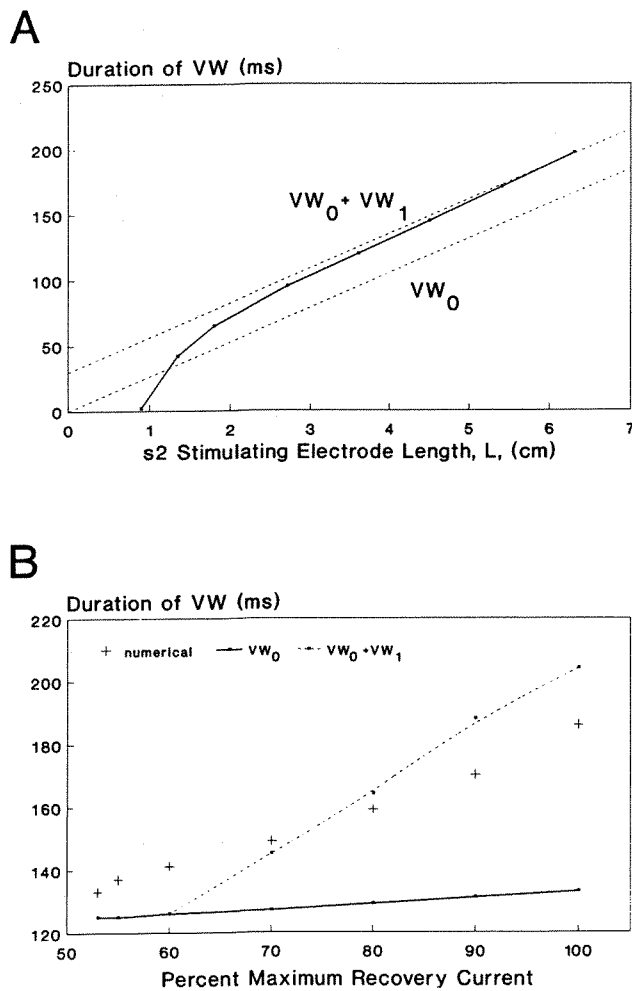 A
Duration of VW (ms)
250
200
150
100
50
0
VW0 + VW1
VW0
0 1 2 3 4 5 6 7
s2 Stimulating Electrode Length, L, (cm)
B
Duration of VW (ms)
220
200
180
160
140
120
+ numerical VW0 VW0 + VW1
50 60 70 80 90 100
Percent Maximum Recovery Current